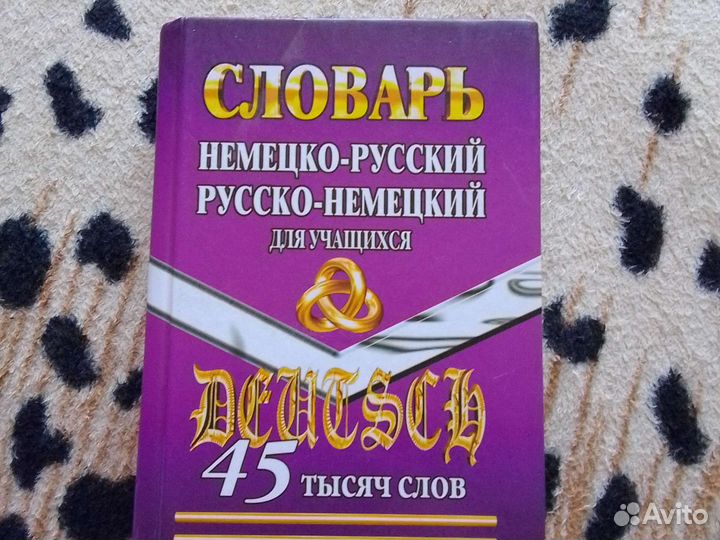 СЛОВАРЬ
НЕМЕЦКО-РУССКИЙ
РУССКО-НЕМЕЦКИЙ
ДЛЯ УЧАЩИХСЯ
DEUTSCH
45 ТЫСЯЧ СЛОВ
Avito